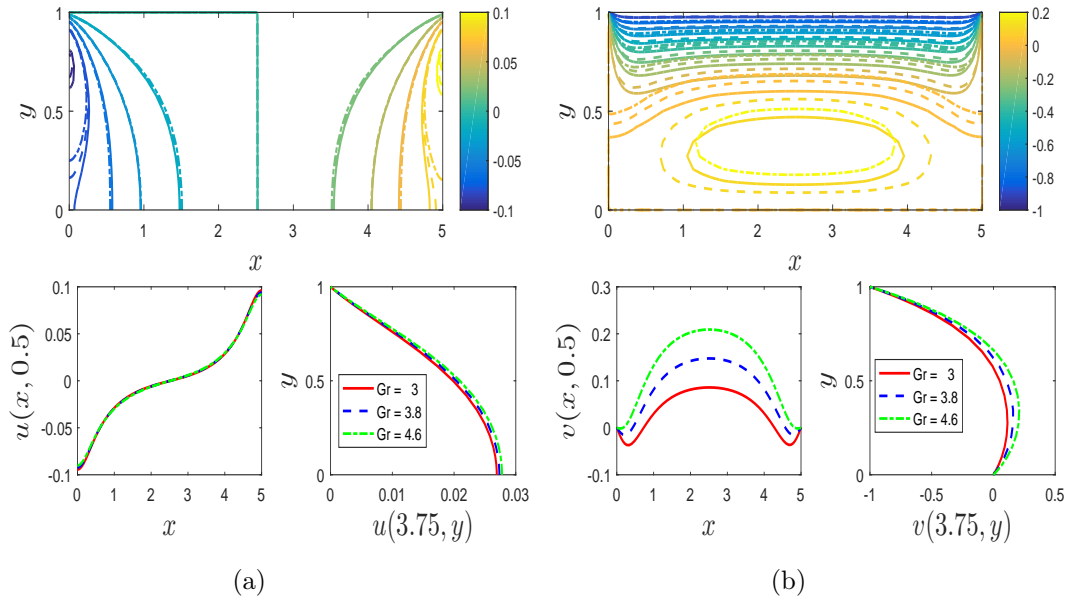 1
0.5
0
y
0 1 2 3 4 5
x
0.1
0.05
0
-0.05
-0.1
1
0.5
0
y
0 1 2 3 4 5
x
0.2
0
-0.2
-0.4
-0.6
-0.8
-1
0.1
0.05
0
-0.05
-0.1
u(x, 0.5)
0 1 2 3 4 5
x
1
0.5
0
y
Gr = 3
Gr = 3.8
Gr = 4.6
0 0.01 0.02 0.03
u(3.75, y)
0.3
0.2
0.1
0
-0.1
v(x, 0.5)
0 1 2 3 4 5
x
1
0.5
0
y
Gr = 3
Gr = 3.8
Gr = 4.6
-1 -0.5 0 0.5
v(3.75, y)
(a)
(b)